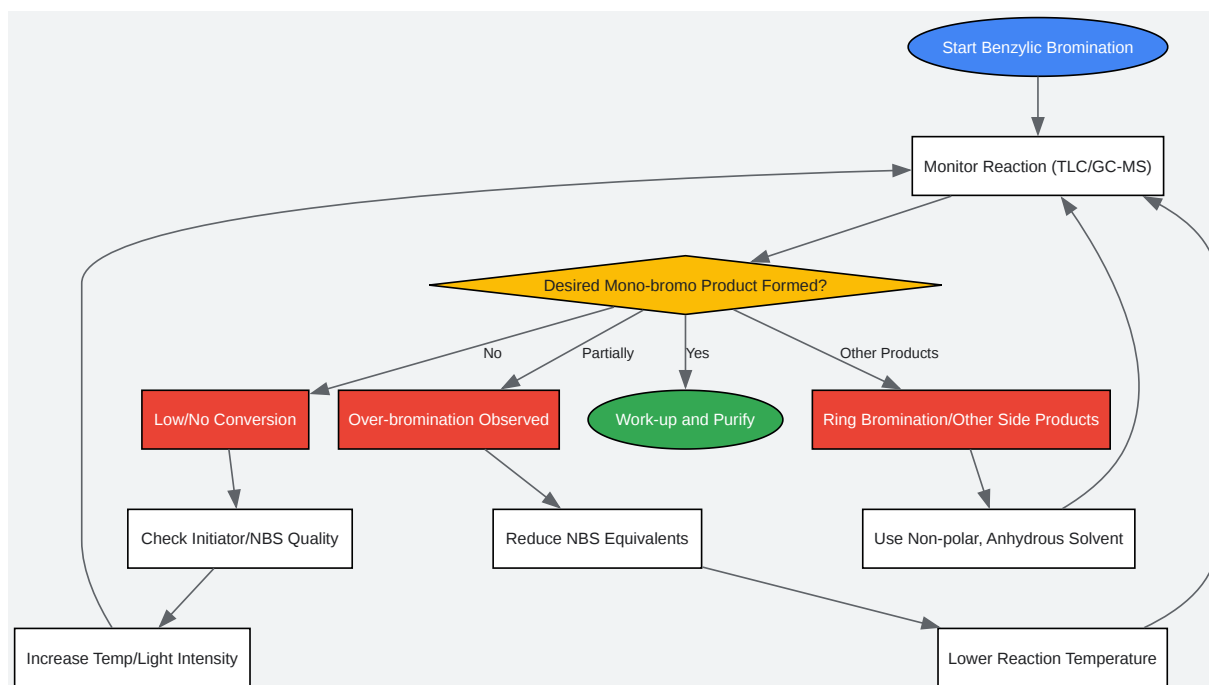 Start Benzylic Bromination
Monitor Reaction (TLC/GC-MS)
Desired Mono-bromo Product Formed?
No
Partially
Yes
Other Products
Low/No Conversion
Over-bromination Observed
Work-up and Purify
Ring Bromination/Other Side Products
Check Initiator/NBS Quality
Reduce NBS Equivalents
Use Non-polar, Anhydrous Solvent
Increase Temp/Light Intensity
Lower Reaction Temperature